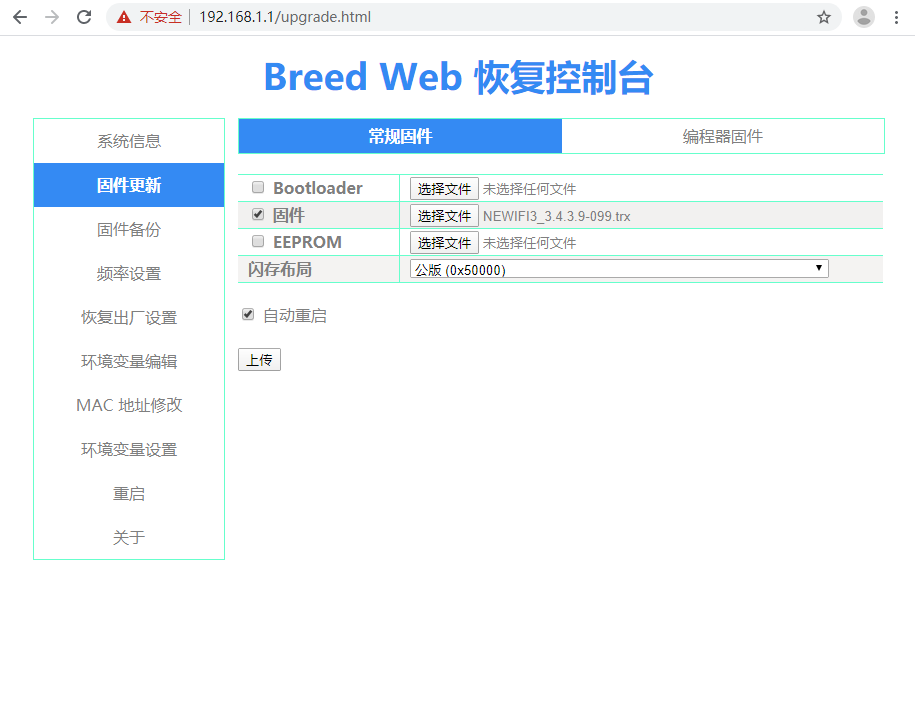 不安全 192.168.1.1/upgrade.html
Breed Web 恢复控制台
系统信息
固件更新
固件备份
频率设置
恢复出厂设置
环境变量编辑
MAC 地址修改
环境变量设置
重启
关于
常规固件 编程器固件
Bootloader 选择文件 未选择任何文件
固件 选择文件 NEWIFI3_3.4.3.9-099.trx
EEPROM 选择文件 未选择任何文件
闪存布局 公版 (0x50000)
自动重启
上传